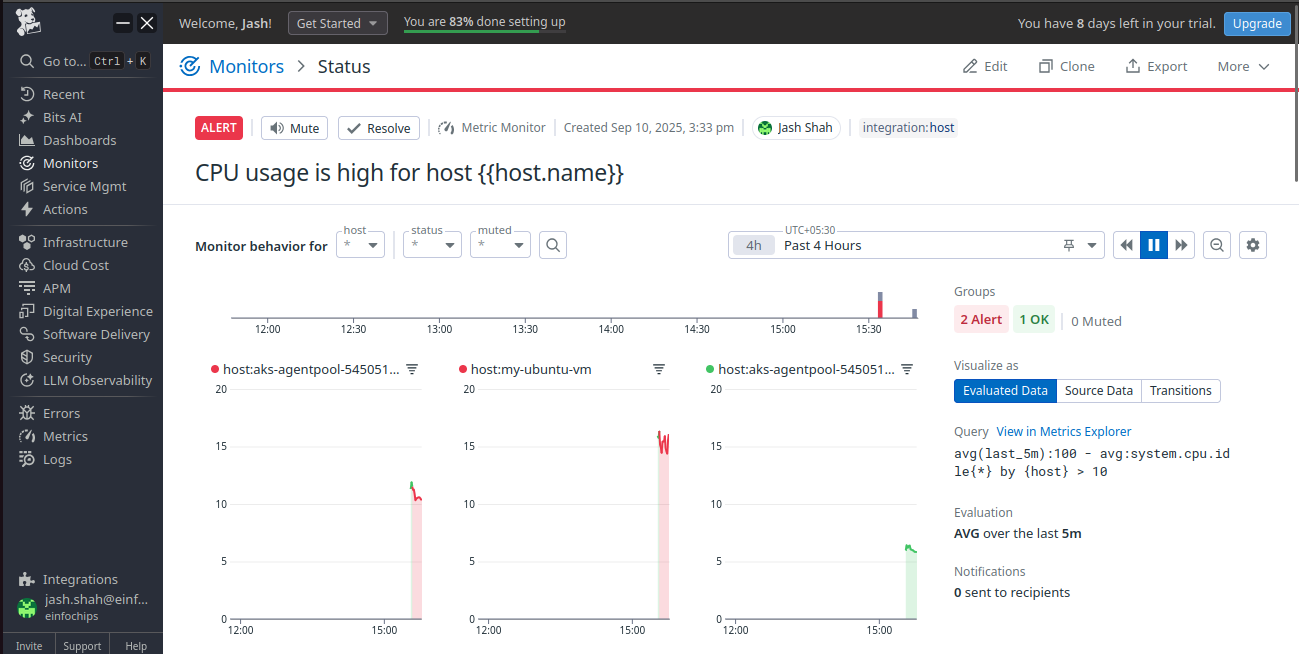 Welcome, Jash!
Get Started
You are 83% done setting up
You have 8 days left in your trial.
Upgrade
Go to... Ctrl + K
Recent
Bits AI
Dashboards
Monitors
Service Mgmt
Actions
Infrastructure
Cloud Cost
APM
Digital Experience
Software Delivery
Security
LLM Observability
Errors
Metrics
Logs
Integrations
jash.shah@einf...
einfochips
Invite
Support
Help
Monitors > Status
Edit
Clone
Export
More
ALERT
Mute
Resolve
Metric Monitor
Created Sep 10, 2025, 3:33 pm
Jash Shah
integration:host
CPU usage is high for host {{host.name}}
Monitor behavior for
host
*
status
*
muted
*
UTC+05:30
4h Past 4 Hours
12:00 12:30 13:00 13:30 14:00 14:30 15:00 15:30
host:aks-agentpool-545051...
20
15
10
5
0
12:00 15:00
host:my-ubuntu-vm
20
15
10
5
0
12:00 15:00
host:aks-agentpool-545051...
20
15
10
5
0
12:00 15:00
Groups
2 Alert 1 OK 0 Muted
Visualize as
Evaluated Data Source Data Transitions
Query View in Metrics Explorer
avg(last_5m):100 - avg:system.cpu.id
le{*} by {host} > 10
Evaluation
AVG over the last 5m
Notifications
0 sent to recipients